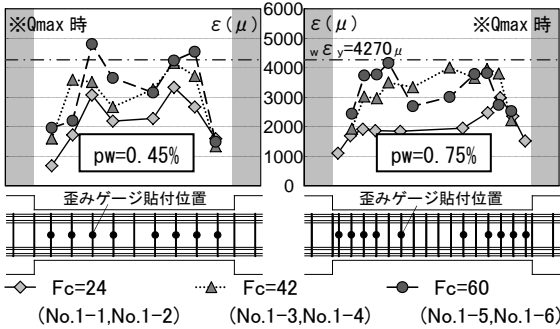 ※Qmax 時
ε(μ)
ε(μ)
※Qmax 時
wεy=4270μ
6000
5000
4000
3000
2000
1000
0
pw=0.45%
pw=0.75%
歪みゲージ貼付位置
歪みゲージ貼付位置
Fc=24
Fc=42
Fc=60
(No.1-1,No.1-2)
(No.1-3,No.1-4)
(No.1-5,No.1-6)